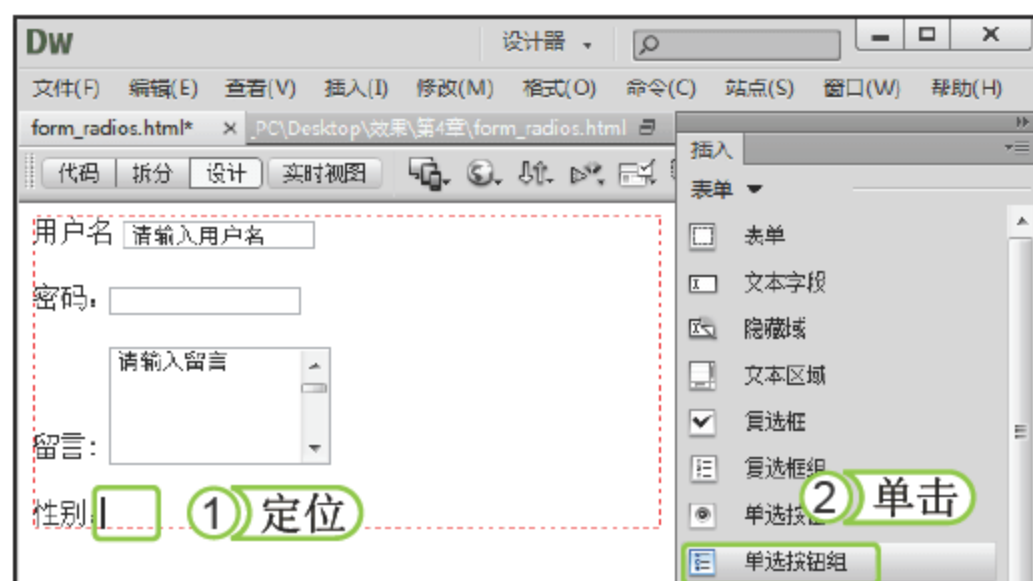 Dw 设计器
文件(F) 编辑(E) 查看(V) 插入(I) 修改(M) 格式(O) 命令(C) 站点(S) 窗口(W) 帮助(H)
form_radios.html* × _PC\Desktop\效果\第4章\form_radios.html
代码 拆分 设计 实时视图
插入
表单
用户名 请输入用户名
表单
密码:
文本字段
隐藏域
请输入留言
文本区域
留言:
复选框
复选框组
性别:
1 定位
2 单击
单选按钮
单选按钮组